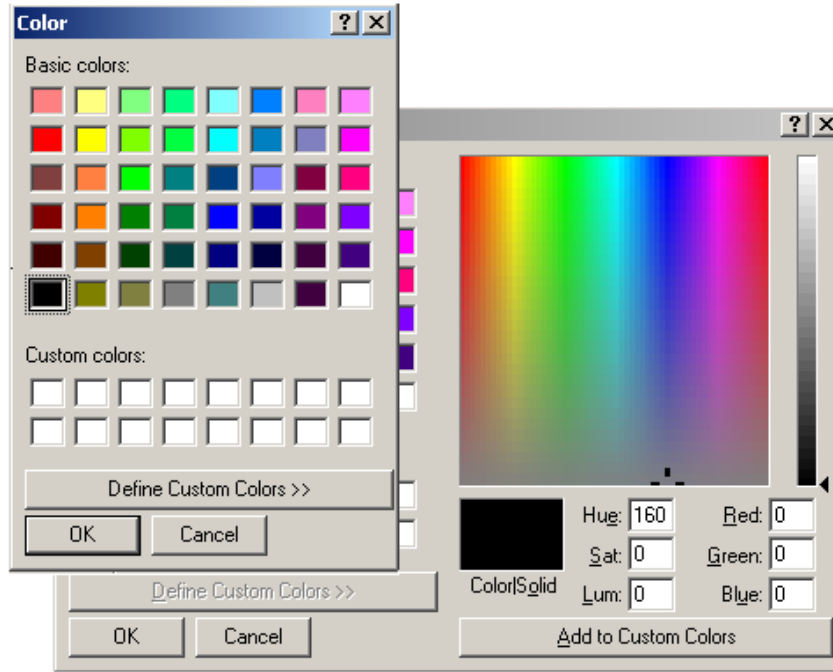 Color
Basic colors:
Custom colors:
Define Custom Colors >>
OK Cancel
Hue: 160 Red: 0
Sat: 0 Green: 0
Color|Solid Lum: 0 Blue: 0
Define Custom Colors >>
OK Cancel Add to Custom Colors